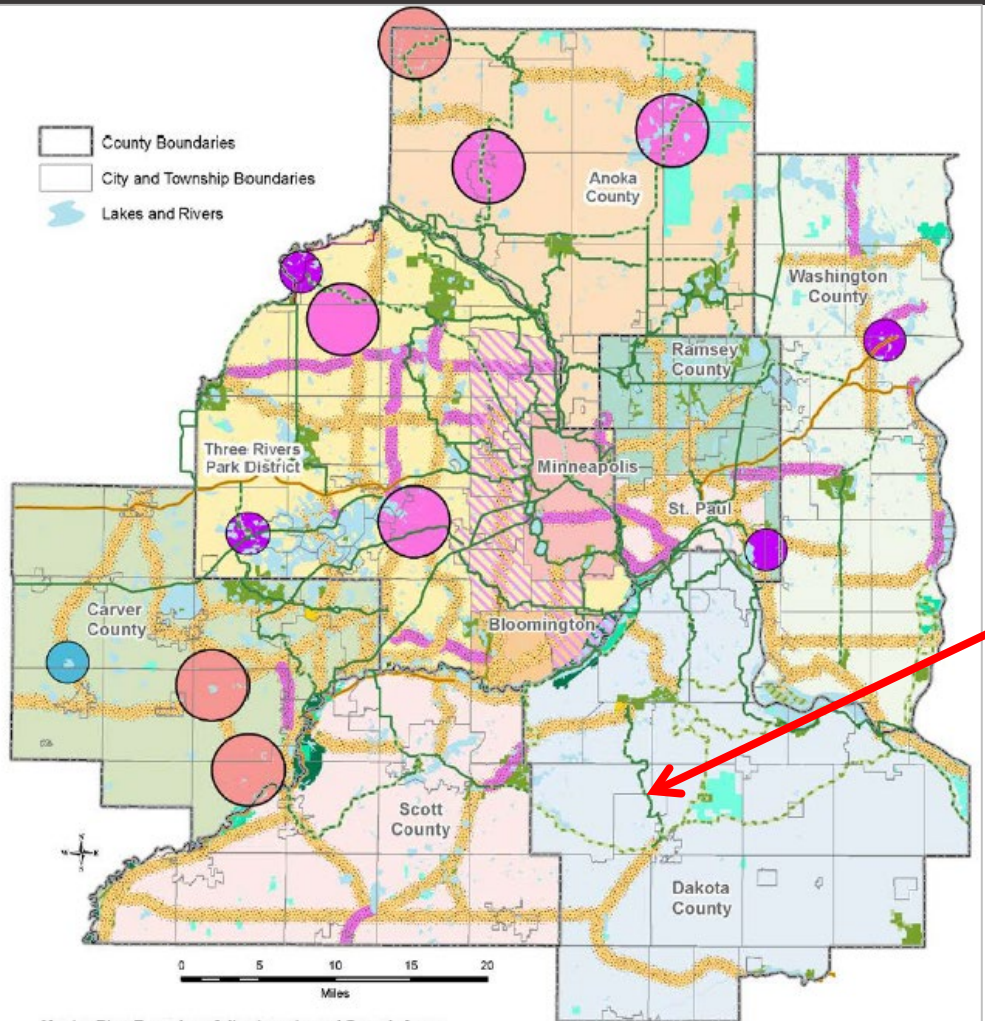 County Boundaries
City and Township Boundaries
Lakes and Rivers
Anoka
County
Washington
County
Ramsey
County
Three Rivers
Park District
Minneapolis
St. Paul
Carver
County
Bloomington
Scott
County
Dakota
County
N
W
E
S
0 5 10 15 20
Miles